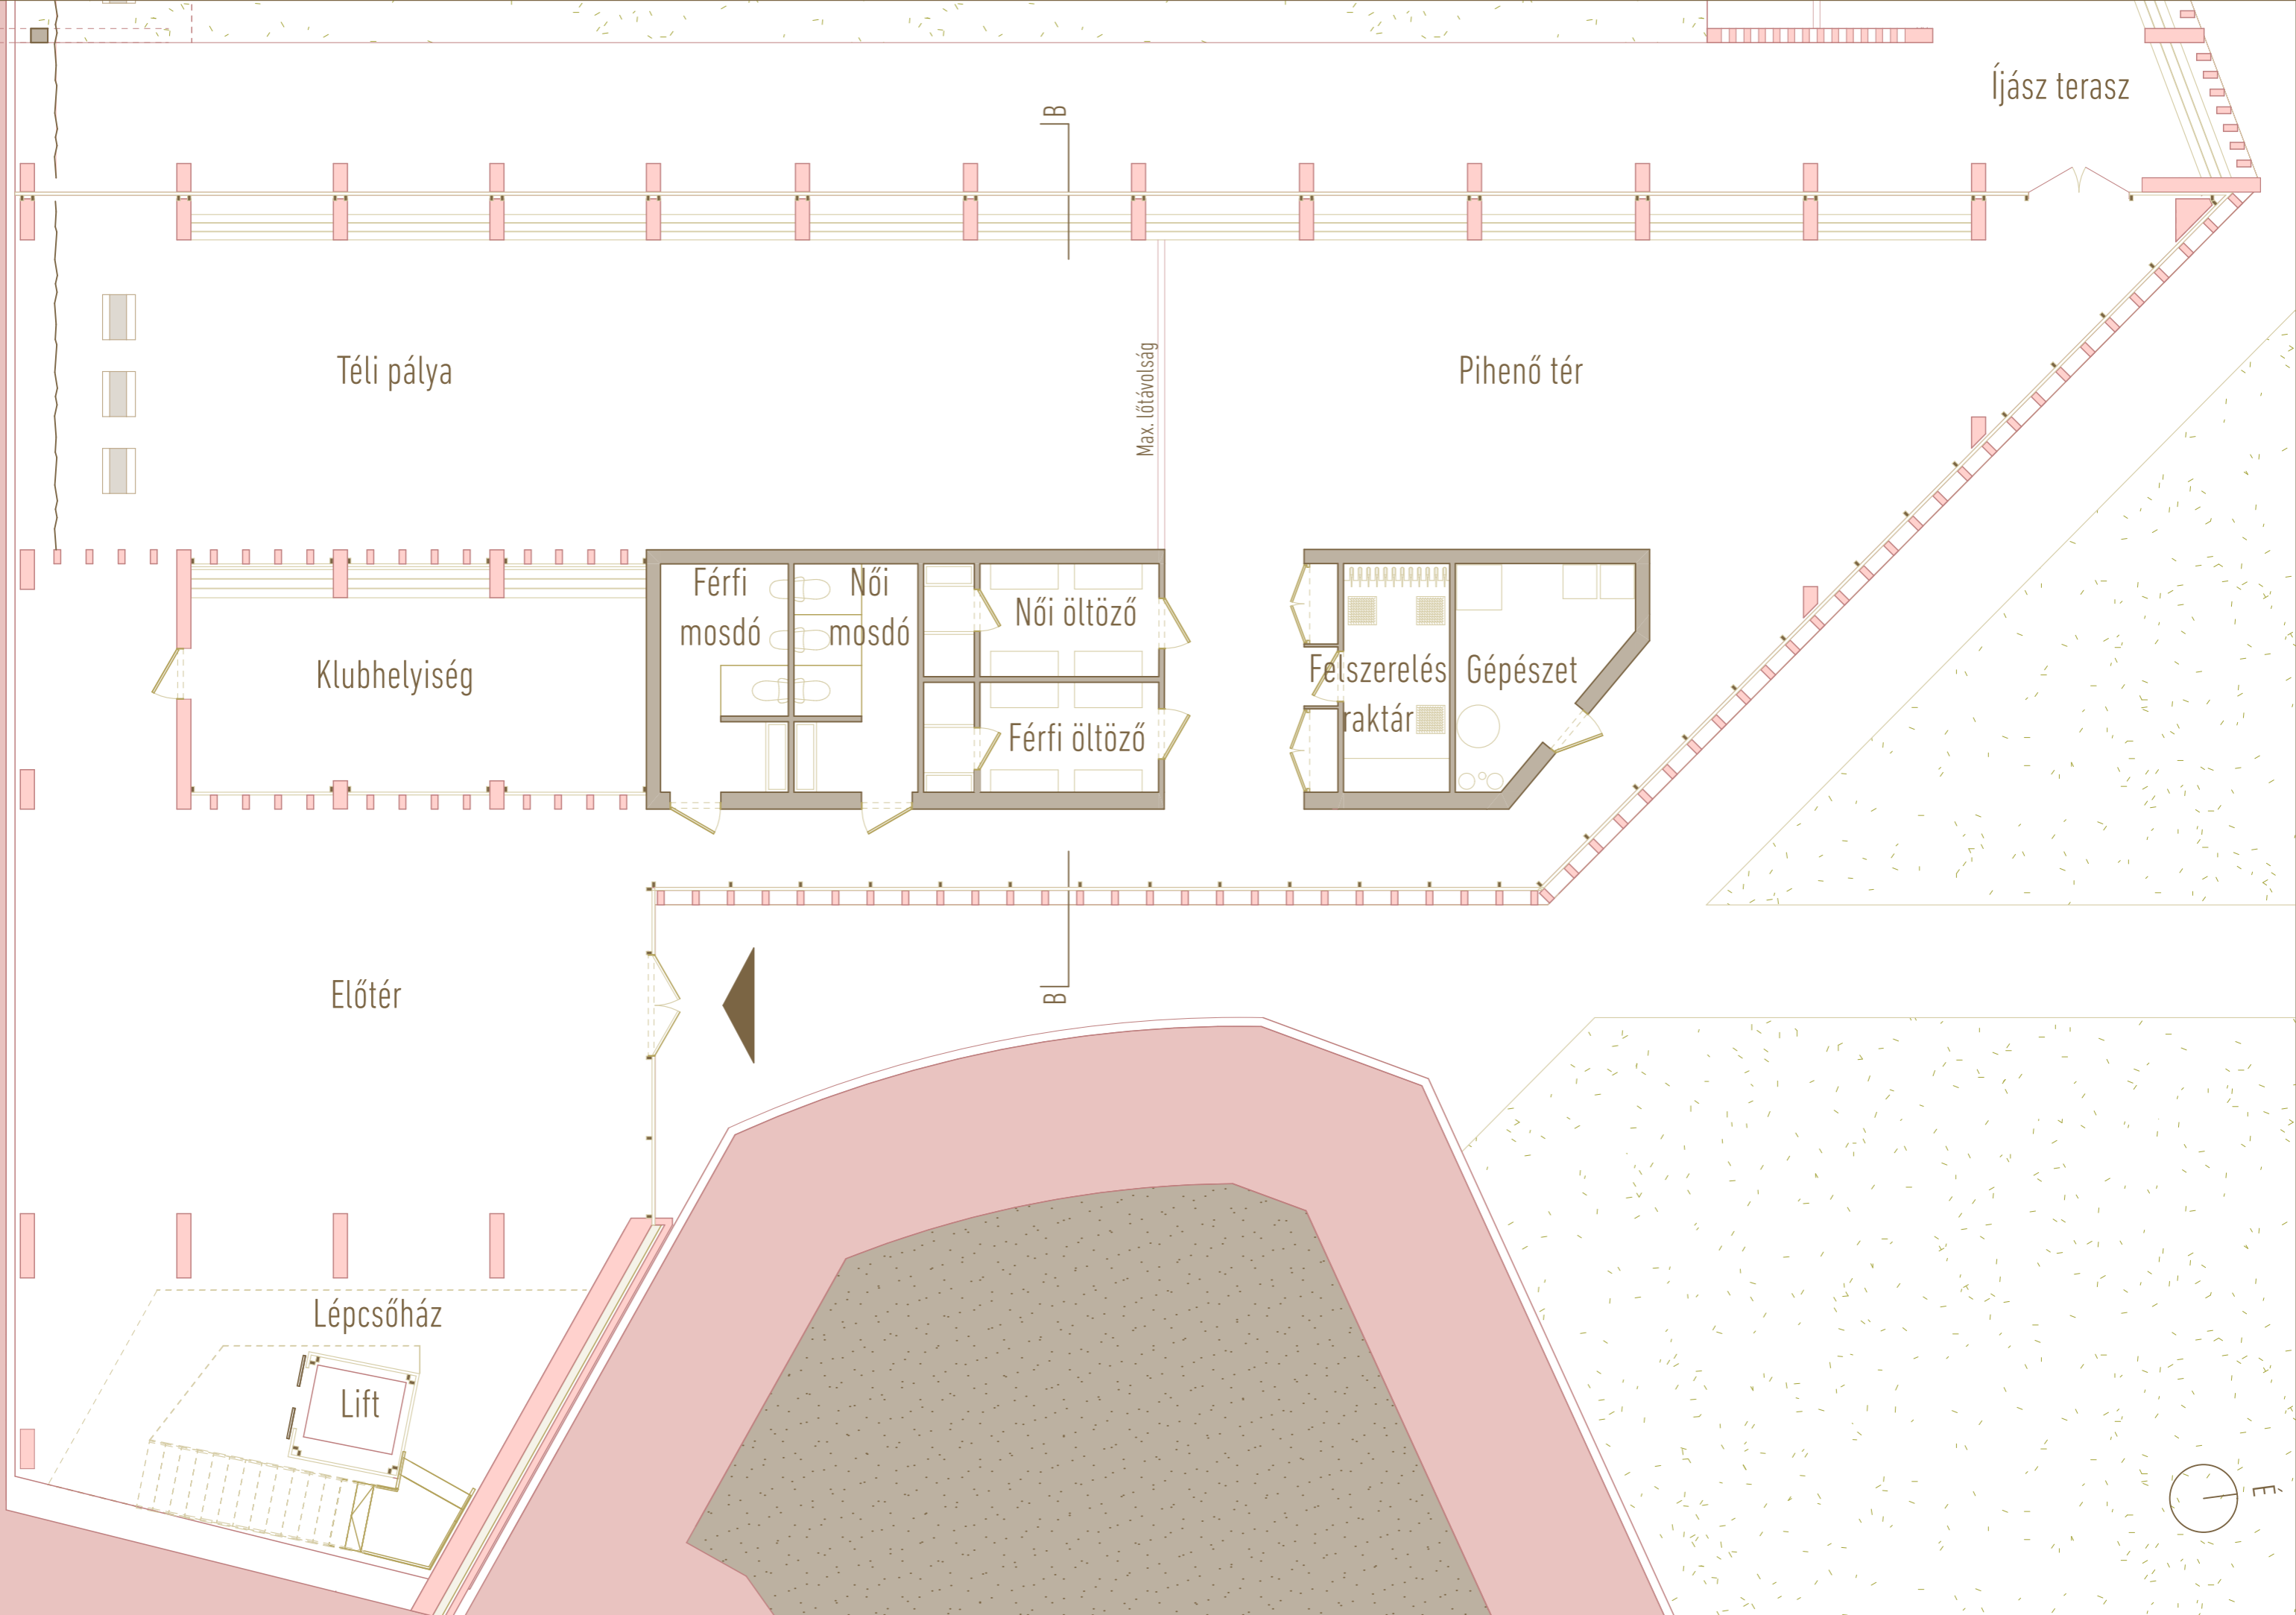 Íjász terasz
B
Téli pálya
Max. lőtávolság
Pihenő tér
Férfi
mosdó
Női
mosdó
Női öltöző
Férfi öltöző
Felszerelés
raktár
Gépészet
Klubhelyiség
Előtér
B
Lépcsőház
Lift
É